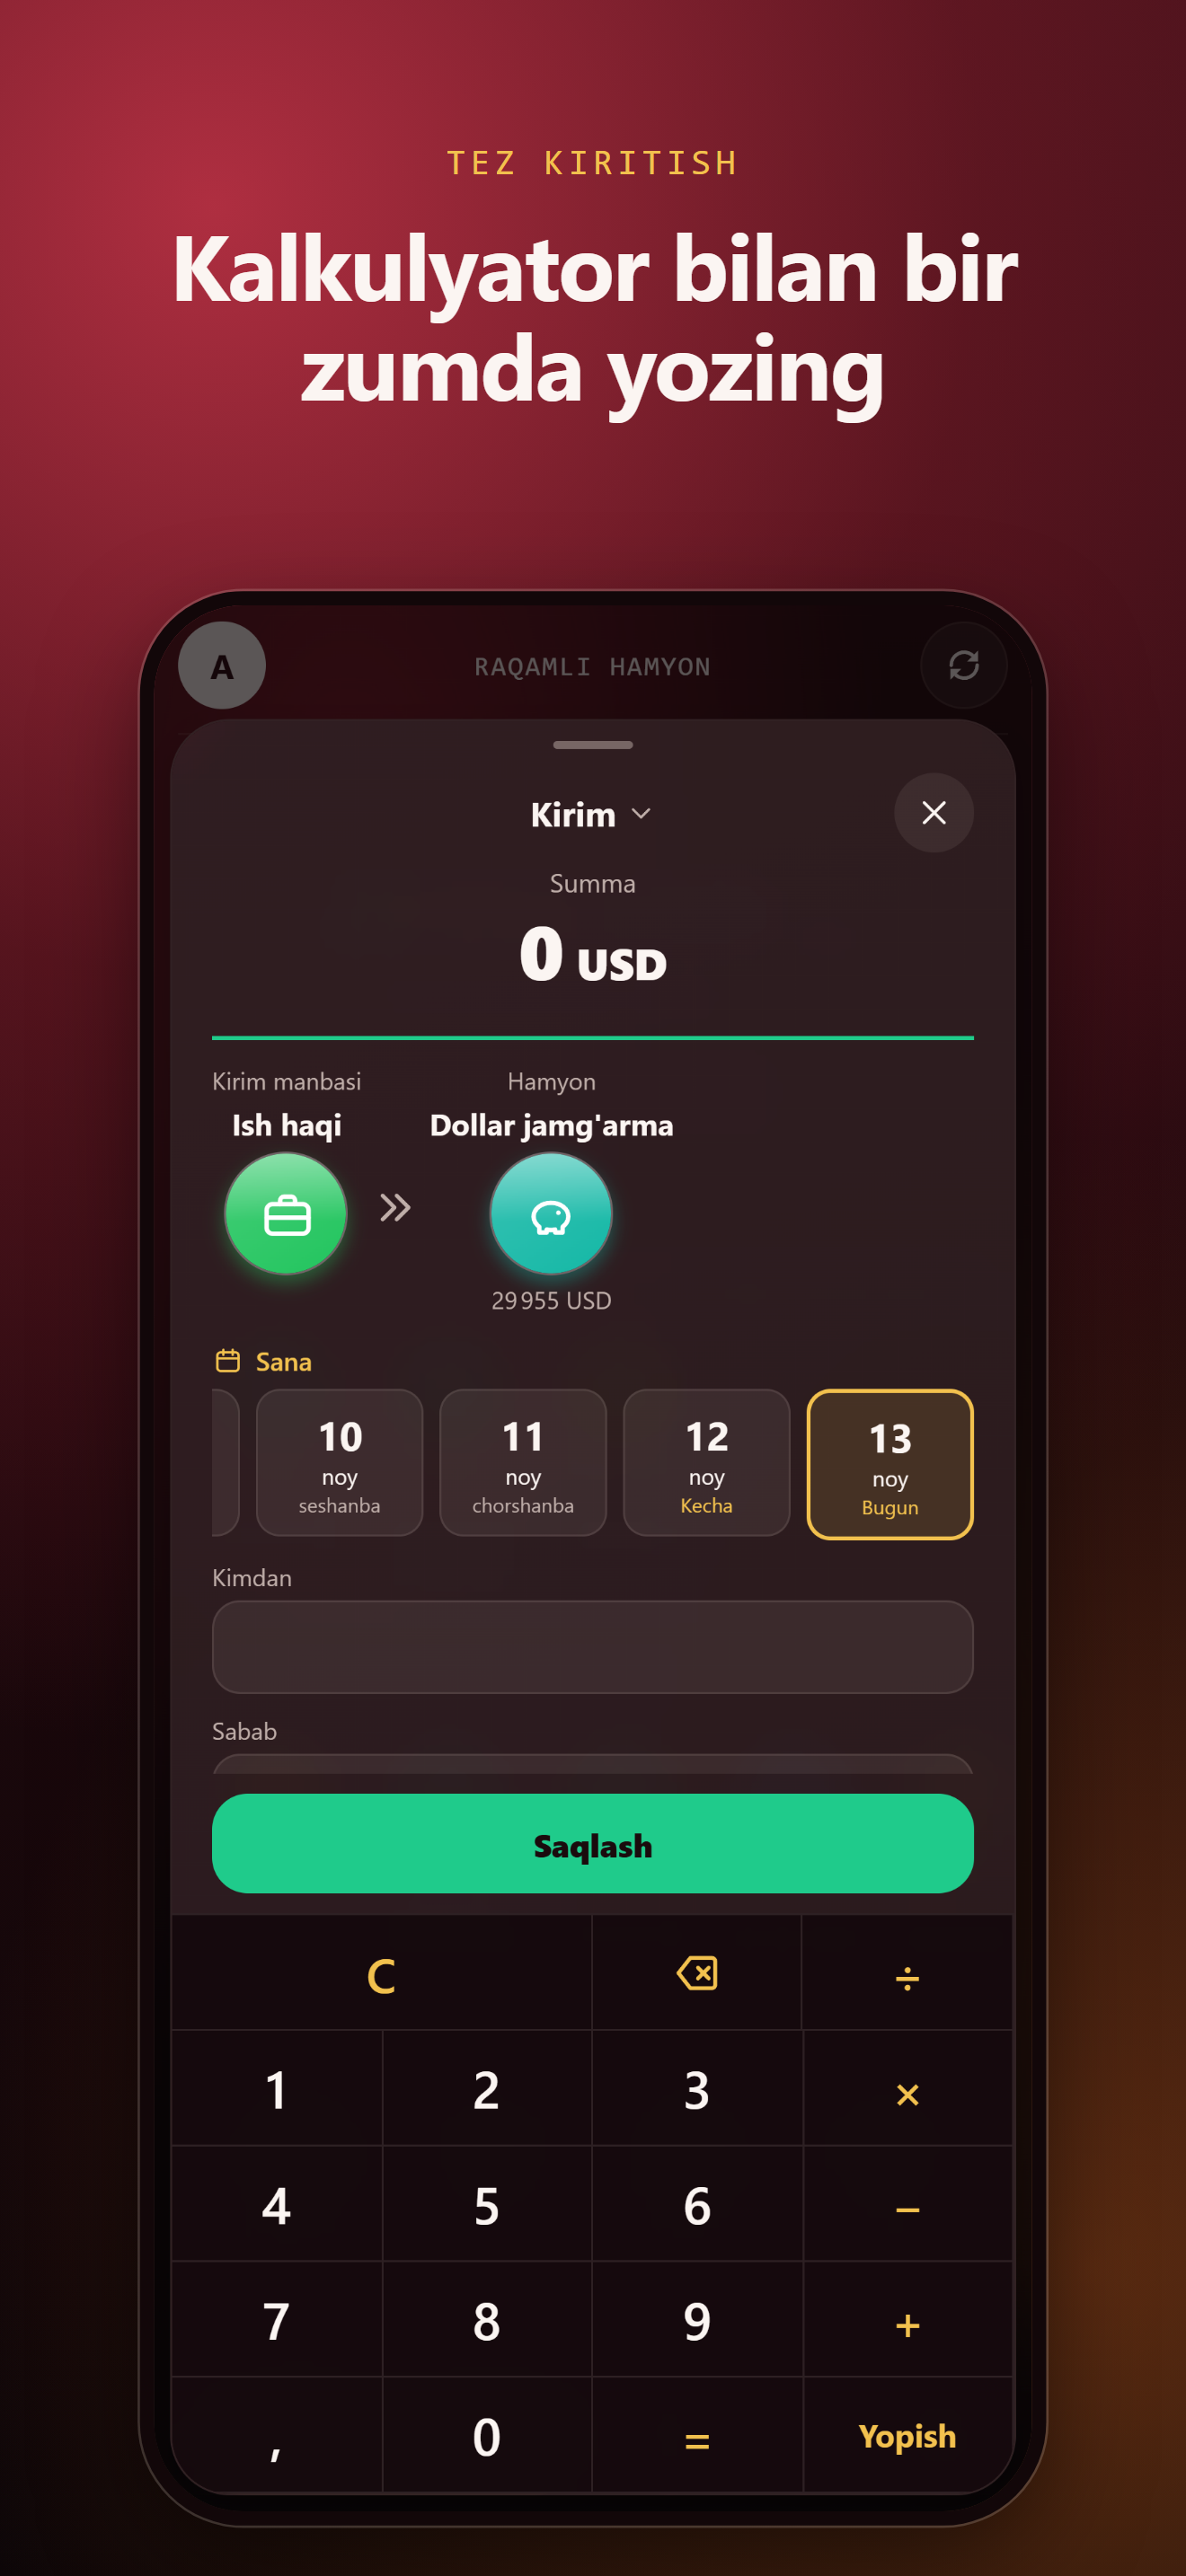 TEZ KIRITISH
Kalkulyator bilan bir
zumda yozing
A
RAQAMLI HAMYON
Kirim
Summa
0 USD
Kirim manbasi
Hamyon
Ish haqi
Dollar jamg'arma
29 955 USD
Sana
10
noy
seshanba
11
noy
chorshanba
12
noy
Kecha
13
noy
Bugun
Kimdan
Sabab
Saqlash
C ÷
1 2 3 ×
4 5 6 −
7 8 9 +
, 0 = Yopish